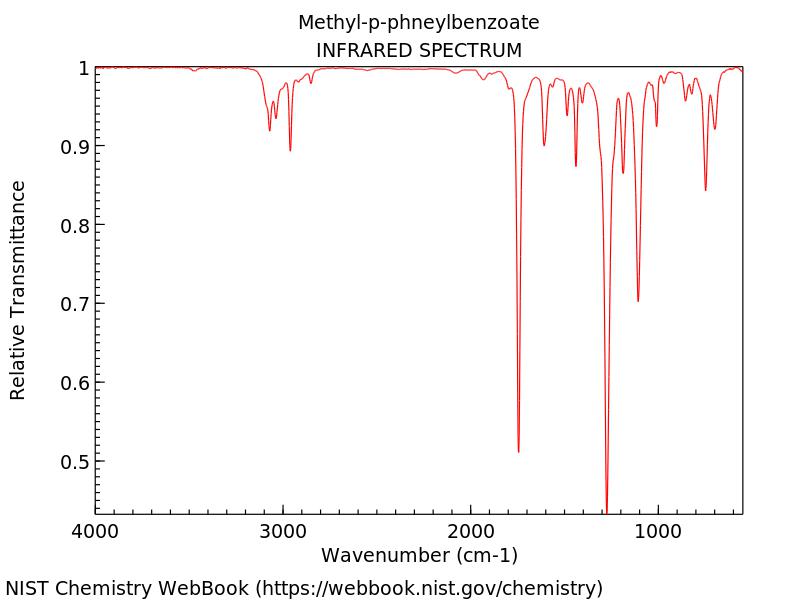 Methyl-p-phneylbenzoate
INFRARED SPECTRUM
1
0.9
0.8
0.7
0.6
0.5
Relative Transmittance
4000 3000 2000 1000
Wavenumber (cm-1)
NIST Chemistry WebBook (https://webbook.nist.gov/chemistry)